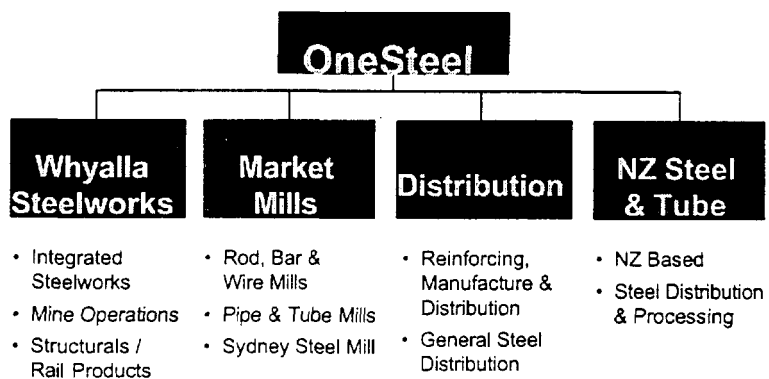 OneSteel
Whyalla
Steelworks
• Integrated
Steelworks
• Mine Operations
• Structurals /
Rail Products
Market
Mills
• Rod, Bar &
Wire Mills
• Pipe & Tube Mills
• Sydney Steel Mill
Distribution
• Reinforcing,
Manufacture &
Distribution
• General Steel
Distribution
NZ Steel
& Tube
• NZ Based
• Steel Distribution
& Processing